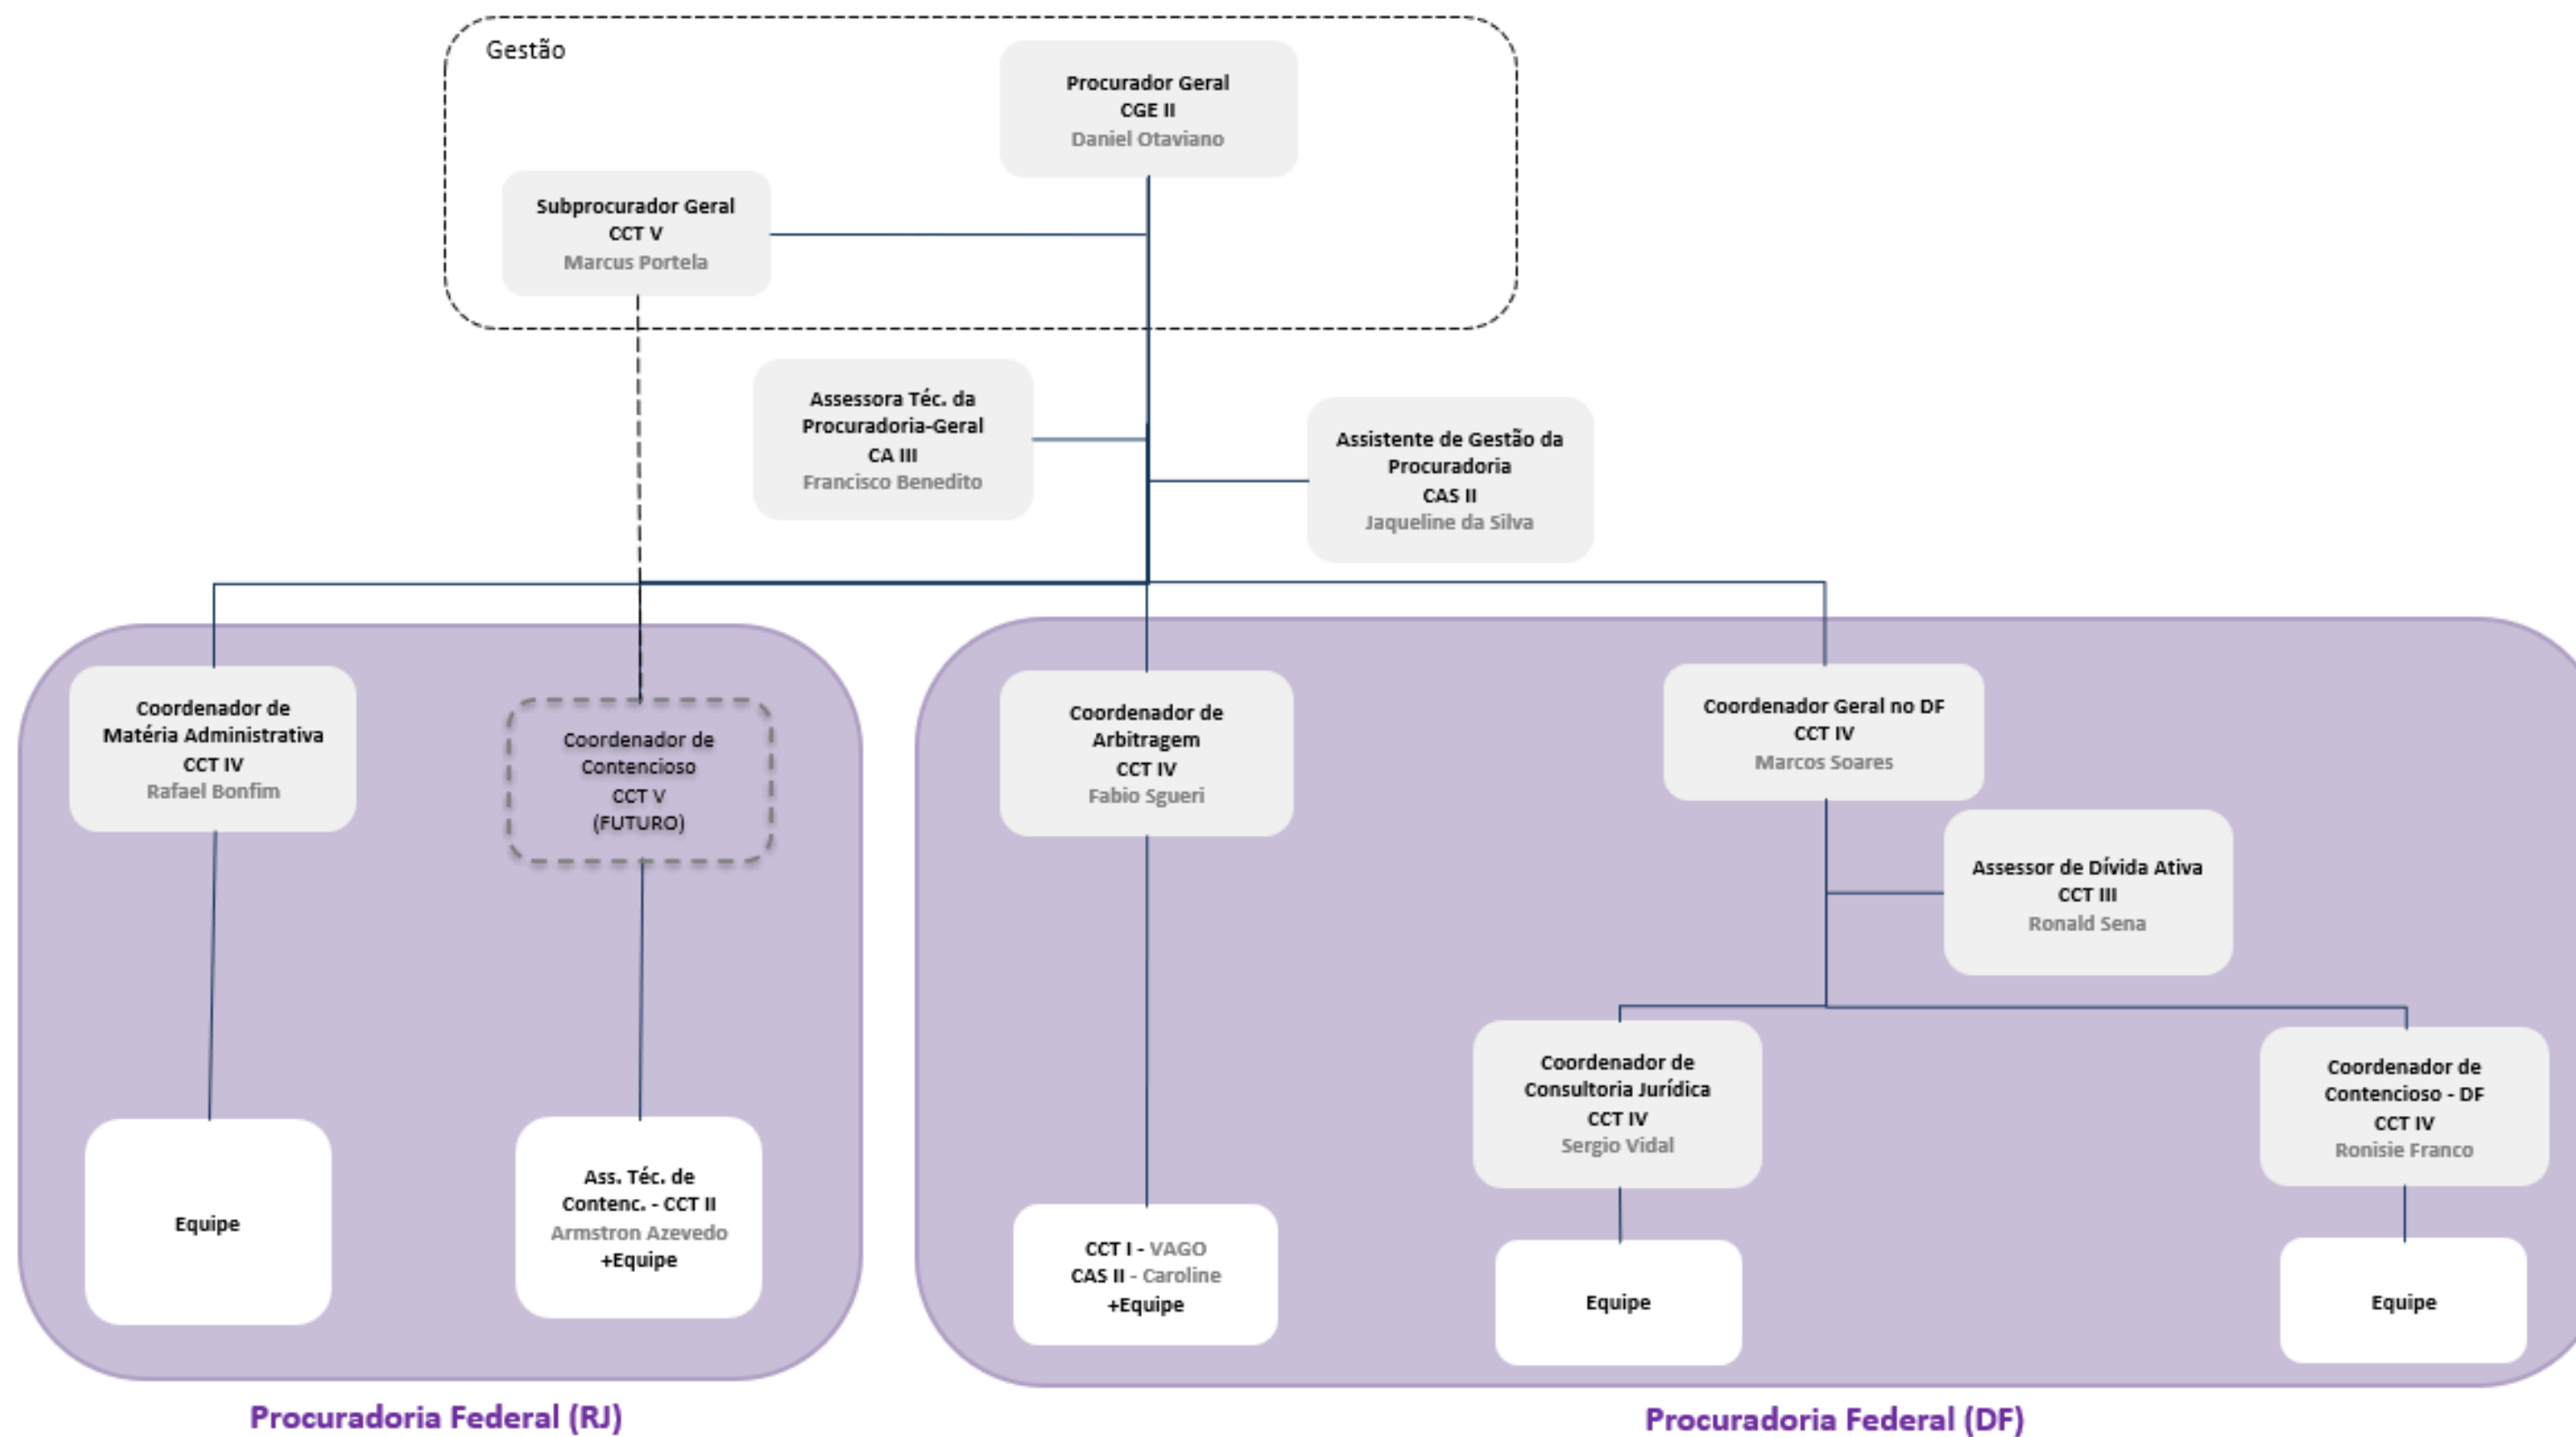 Gestão
Procurador Geral
CGE II
Daniel Otaviano
Subprocurador Geral
CCT V
Marcus Portela
Assessora Téc. da
Procuradoria-Geral
CA III
Francisco Benedito
Assistente de Gestão da
Procuradoria
CAS II
Jaqueline da Silva
Coordenador de
Matéria Administrativa
CCT IV
Rafael Bonfim
Coordenador de
Contencioso
CCT V
(FUTURO)
Coordenador de
Arbitragem
CCT IV
Fabio Sgueri
Coordenador Geral no DF
CCT IV
Marcos Soares
Assessor de Dívida Ativa
CCT III
Ronald Sena
Coordenador de
Consultoria Jurídica
CCT IV
Sergio Vidal
Coordenador de
Contencioso - DF
CCT IV
Ronisie Franco
Equipe
Ass. Téc. de
Contenc. - CCT II
Armstron Azevedo
+Equipe
CCT I - VAGO
CAS II - Caroline
+Equipe
Equipe
Equipe
Procuradoria Federal (RJ)
Procuradoria Federal (DF)